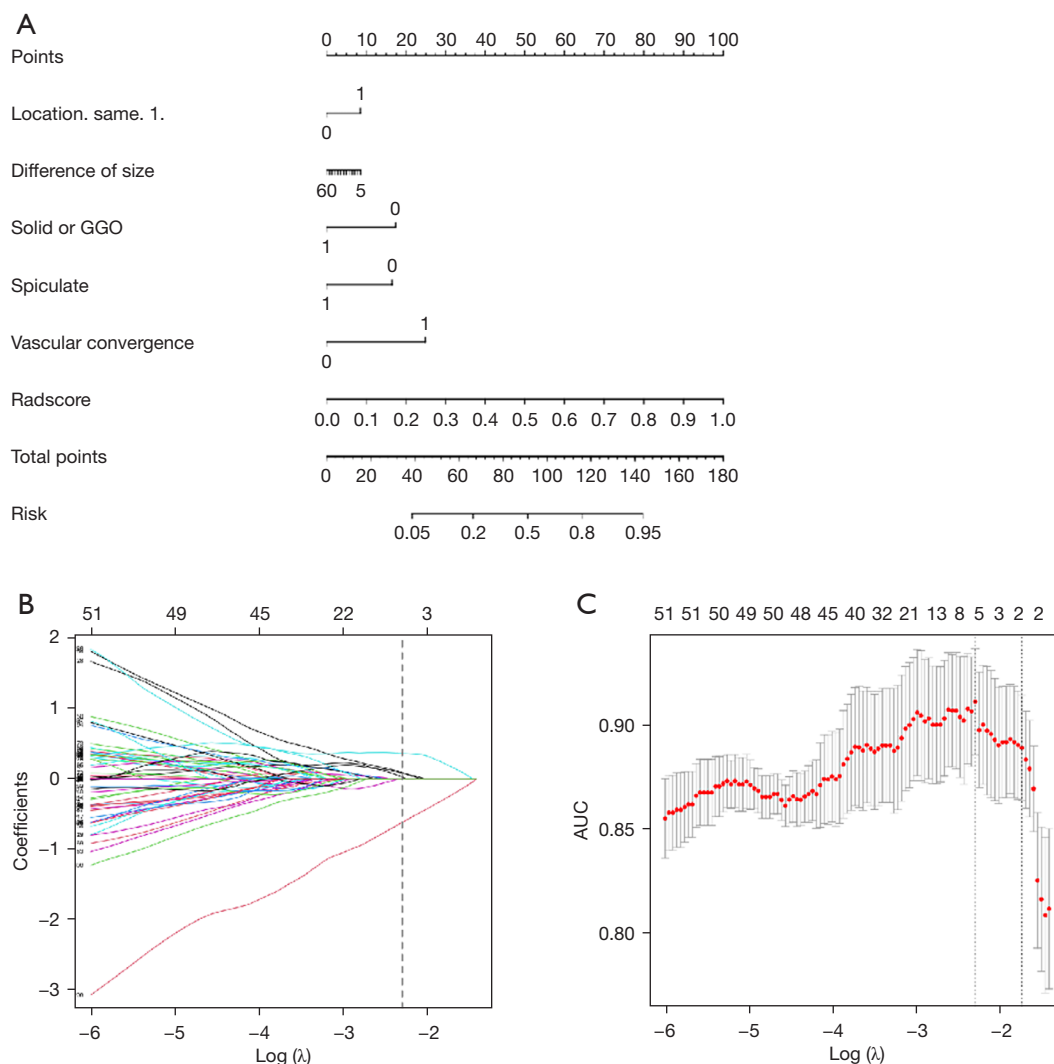 A
0 10 20 30 40 50 60 70 80 90 100
Points
1
Location. same. 1.
0
Difference of size
60 5
0
Solid or GGO
1
0
Spiculate
1
1
Vascular convergence
0
Radscore
0.0 0.1 0.2 0.3 0.4 0.5 0.6 0.7 0.8 0.9 1.0
Total points
0 20 40 60 80 100 120 140 160 180
Risk
0.05 0.2 0.5 0.8 0.95
B
51 49 45 22 3
2
1
0
−1
−2
−3
Coefficients
−6 −5 −4 −3 −2
Log (λ)
C
51 51 50 49 50 48 45 40 32 21 13 8 5 3 2 2
0.90
0.85
0.80
AUC
−6 −5 −4 −3 −2
Log (λ)